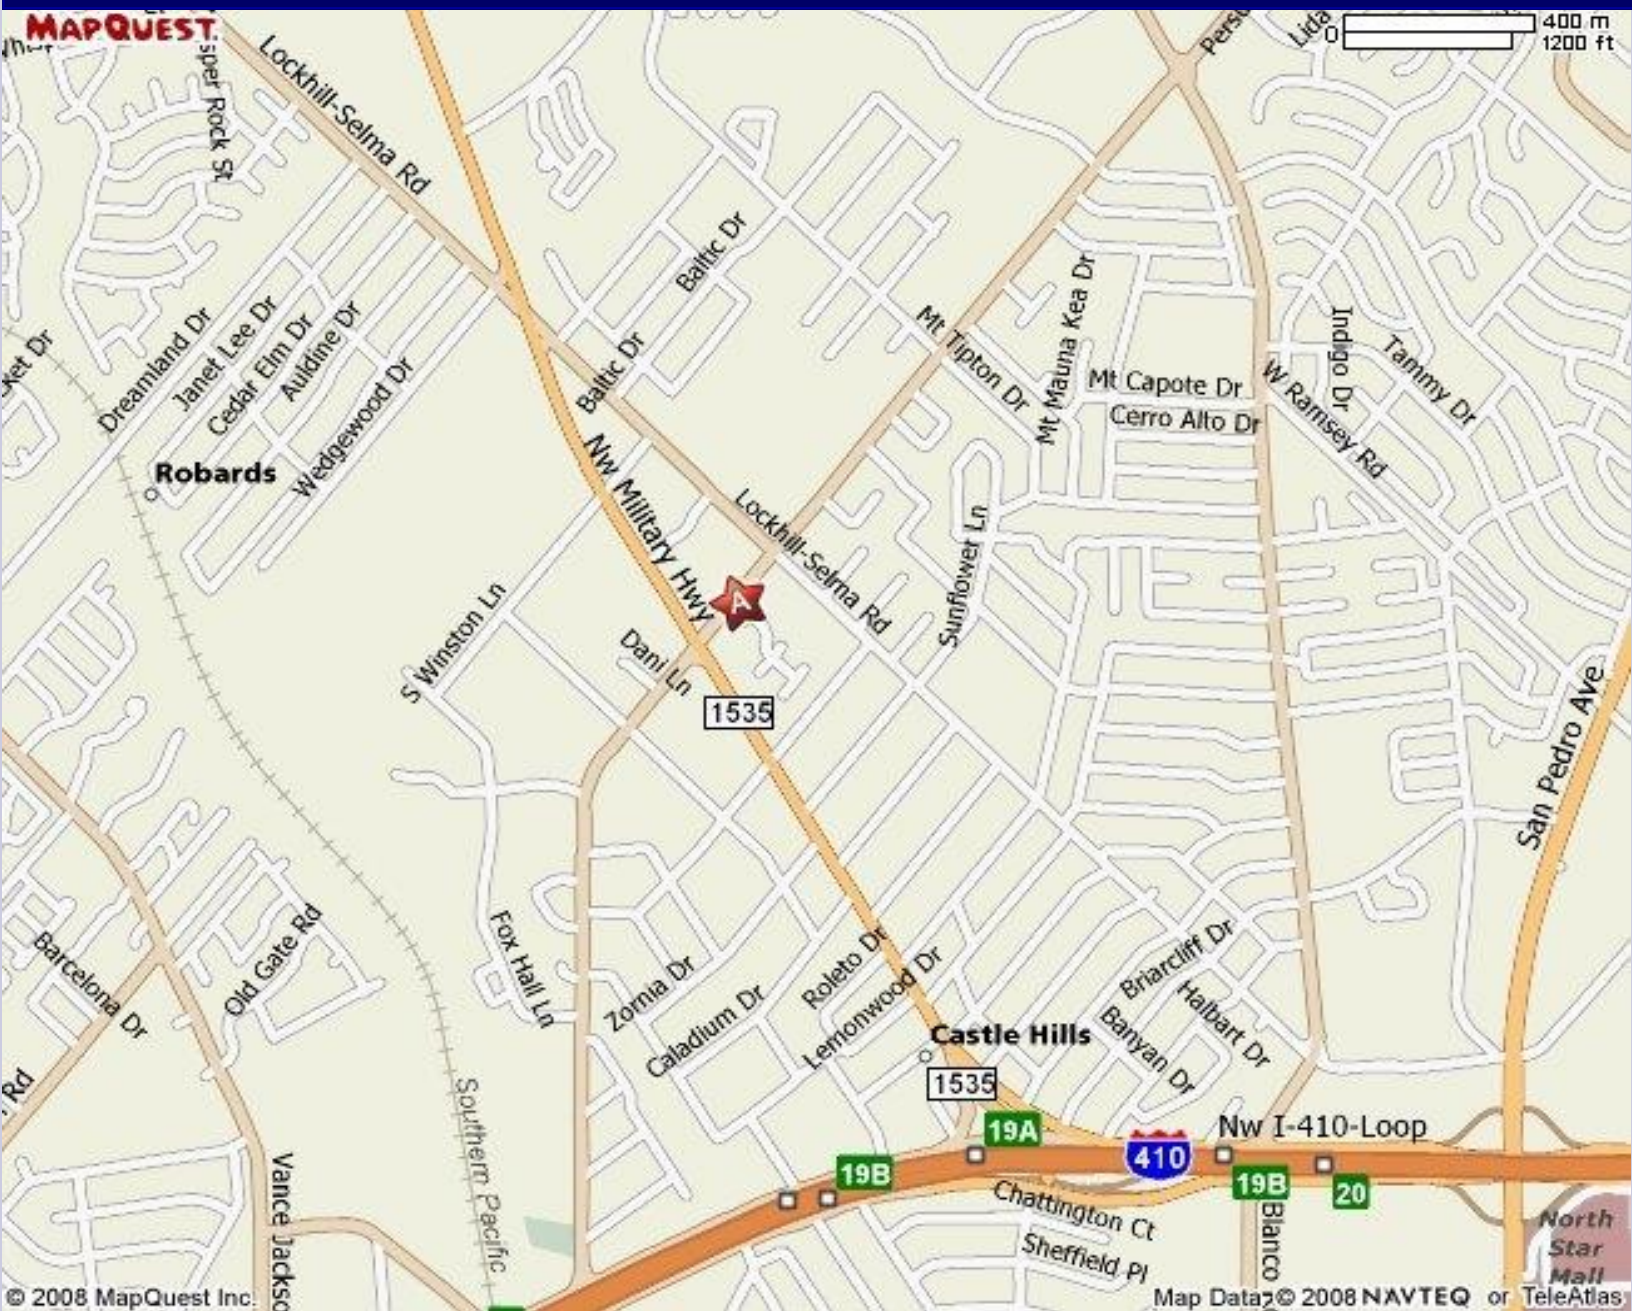 MAPQUEST.
400 m
0
1200 ft
Lockhill-Selma Rd
Baltic Dr
Mt Tipton Dr
Mt Mauna Kea Dr
Indigo Dr
Tammy Dr
Dreamland Dr
Janet Lee Dr
Cedar Elm Dr
Auldine Dr
Wedgewood Dr
Baltic Dr
Mt Capote Dr
Cerro Alto Dr
W Ramsey Rd
Robards
Nw Military Hwy
Lockhill-Selma Rd
Sunflower Ln
A
S Winston Ln
Dani Ln
1535
San Pedro Ave
Barcelona Dr
Old Gate Rd
Fox Hall Ln
Zornia Dr
Caladium Dr
Roleto Dr
Lemonwood Dr
Briarcliff Dr
Halbart Dr
Banyan Dr
Castle Hills
1535
Rd
Southern Pacific
19A
Nw I-410-Loop
410
19B
19B
20
Vance Jackso
Chattington Ct
Sheffield Pl
Blanco
North
Star
Mall
© 2008 MapQuest Inc.
Map Data © 2008 NAVTEQ or TeleAtlas